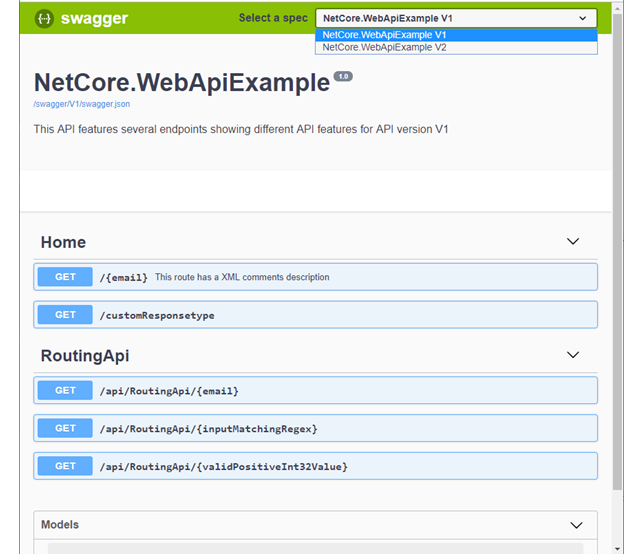 swagger
Select a spec
NetCore.WebApiExample V1
NetCore.WebApiExample V1
NetCore.WebApiExample V2
NetCore.WebApiExample 1.0
/swagger/V1/swagger.json
This API features several endpoints showing different API features for API version V1
Home
GET /{email} This route has a XML comments description
GET /customResponsetype
RoutingApi
GET /api/RoutingApi/{email}
GET /api/RoutingApi/{inputMatchingRegex}
GET /api/RoutingApi/{validPositiveInt32Value}
Models